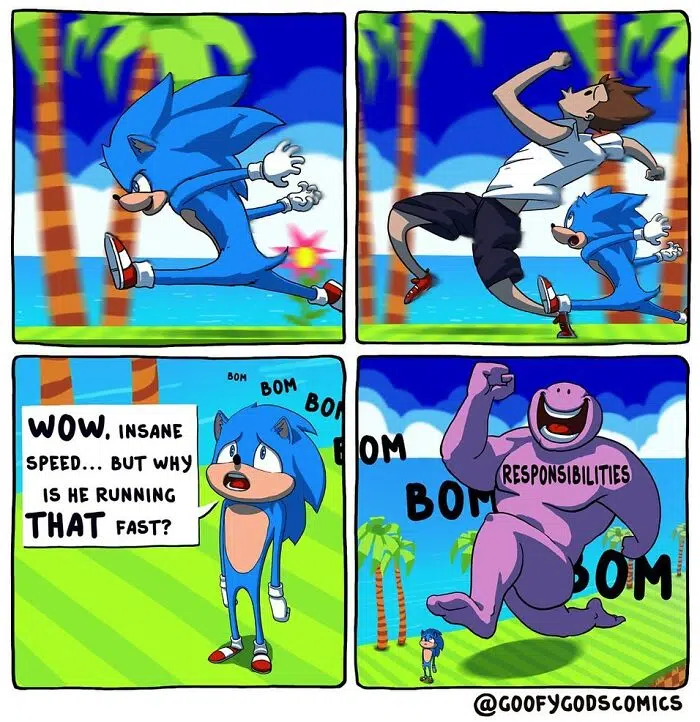 BOM
BOM
BOM
WOW, INSANE
SPEED... BUT WHY
IS HE RUNNING
THAT FAST?
OM
BOM
RESPONSIBILITIES
BOM
@GOOFYGODSCOMICS